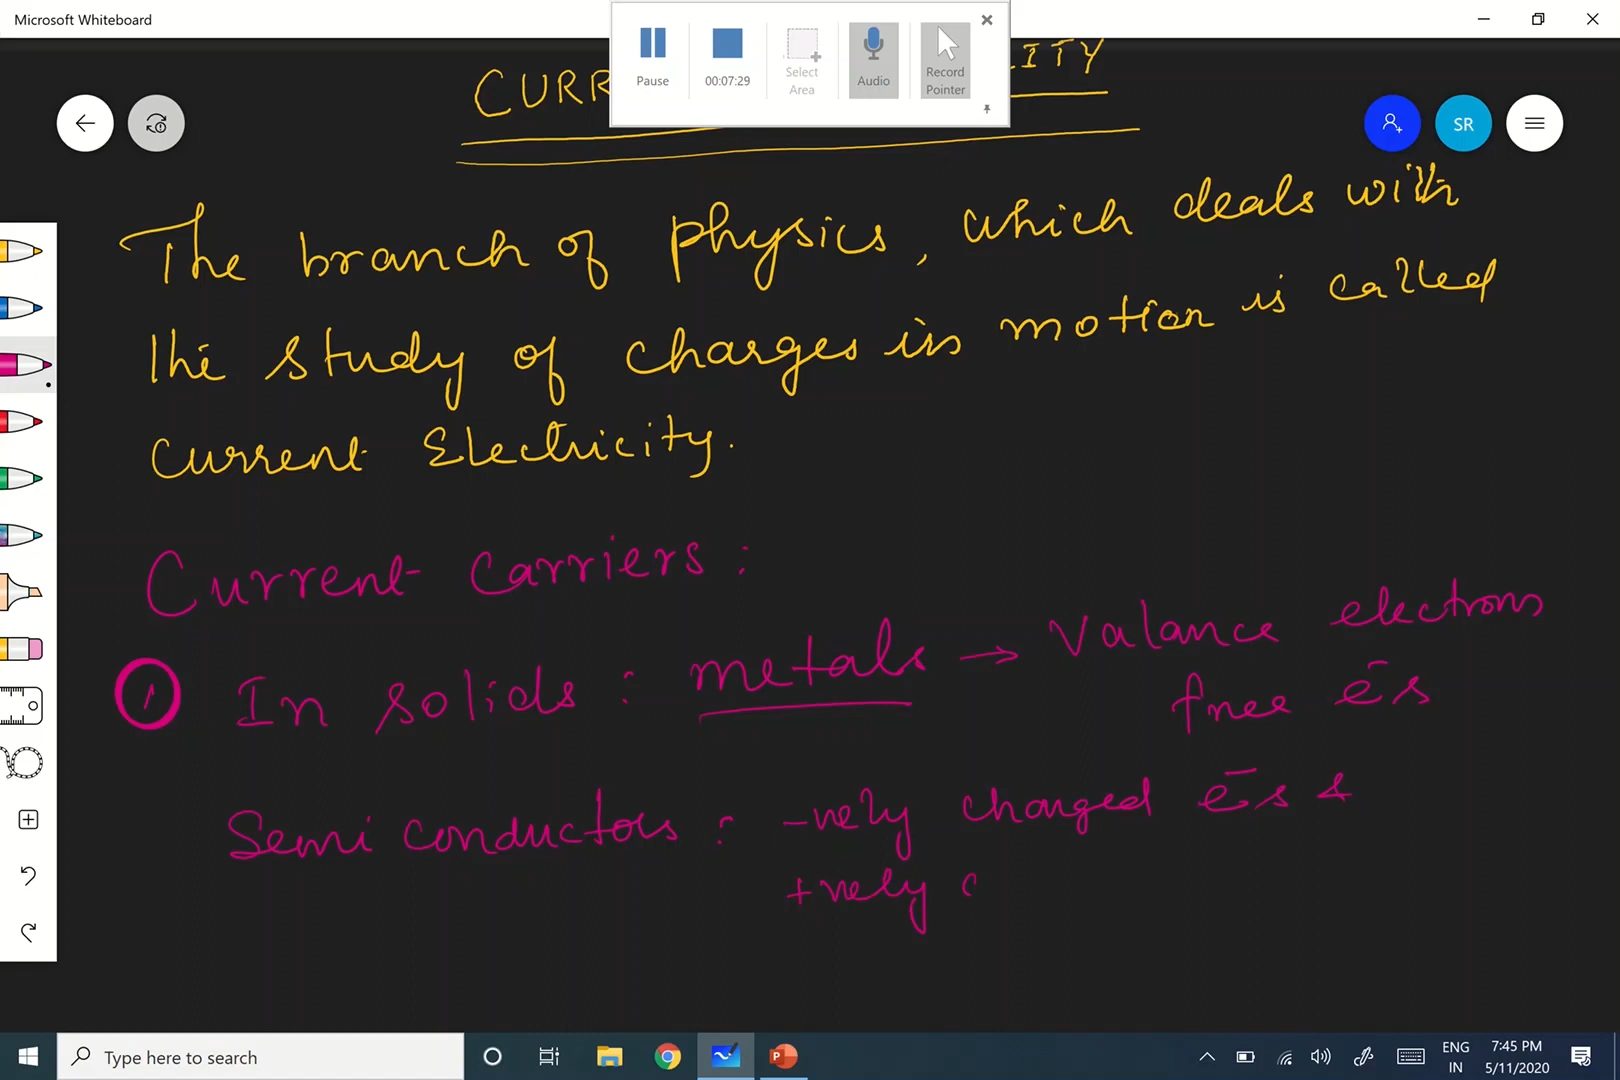 Microsoft Whiteboard
Pause
00:07:29
Select
Area
Audio
Record
Pointer
CURR ICITY
SR
The branch of physics, which deals with
the study of charges in motion is called
Current Electricity.
Current Carriers :
1 In solids : metals → Valance electrons
free e̅s
Semi conductors : -vely charged e̅s &
+vely c
Type here to search
ENG
IN
7:45 PM
5/11/2020